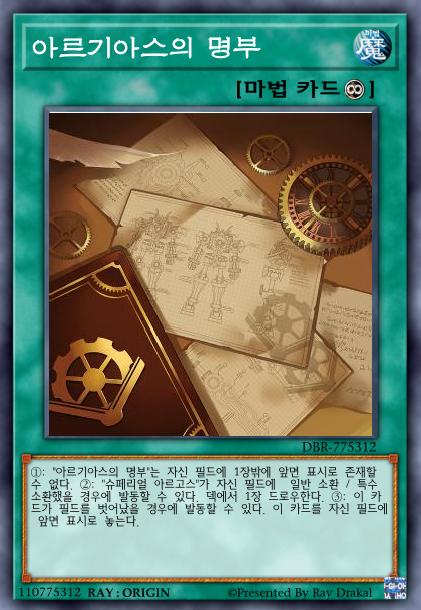 아르기아스의 명부
마법
魔
[마법 카드 ]
DBR-775312
①: "아르기아스의 명부"는 자신 필드에 1장밖에 앞면 표시로 존재할
수 없다. ②: "슈페리얼 아르고스"가 자신 필드에 일반 소환 / 특수
소환했을 경우에 발동할 수 있다. 덱에서 1장 드로우한다. ③: 이 카
드가 필드를 벗어났을 경우에 발동할 수 있다. 이 카드를 자신 필드에
앞면 표시로 놓는다.
110775312 RAY : ORIGIN ©Presented By Ray Drakal